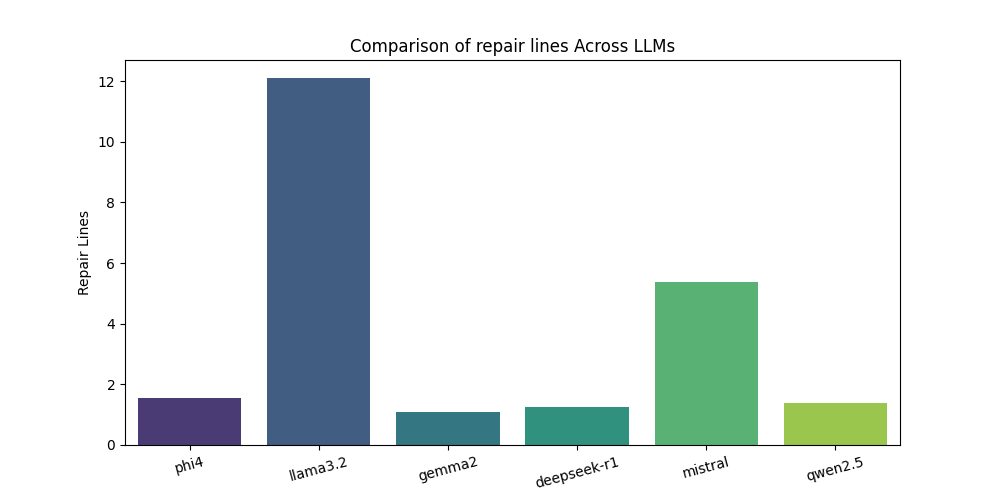 Comparison of repair lines Across LLMs
Repair Lines
12
10
8
6
4
2
0
phi4
llama3.2
gemma2
deepseek-r1
mistral
qwen2.5